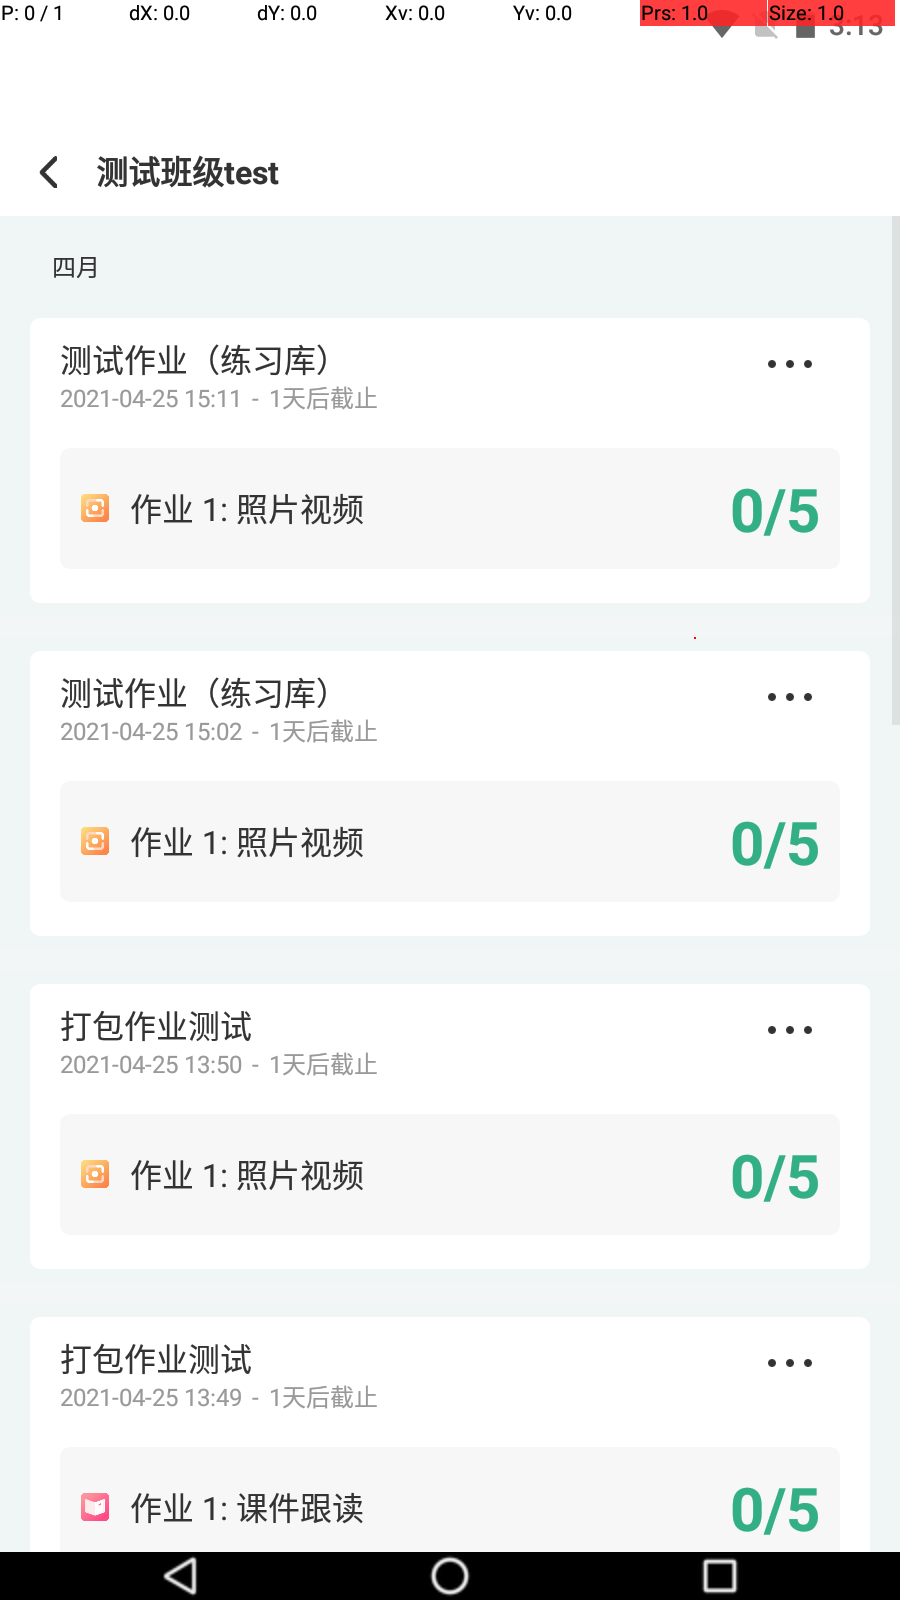 P: 0 / 1 dX: 0.0 dY: 0.0 Xv: 0.0 Yv: 0.0 Prs: 1.0 Size: 1.0
3:13
测试班级test
四月
测试作业（练习库）
2021-04-25 15:11 - 1天后截止
作业 1: 照片视频 0/5
测试作业（练习库）
2021-04-25 15:02 - 1天后截止
作业 1: 照片视频 0/5
打包作业测试
2021-04-25 13:50 - 1天后截止
作业 1: 照片视频 0/5
打包作业测试
2021-04-25 13:49 - 1天后截止
作业 1: 课件跟读 0/5